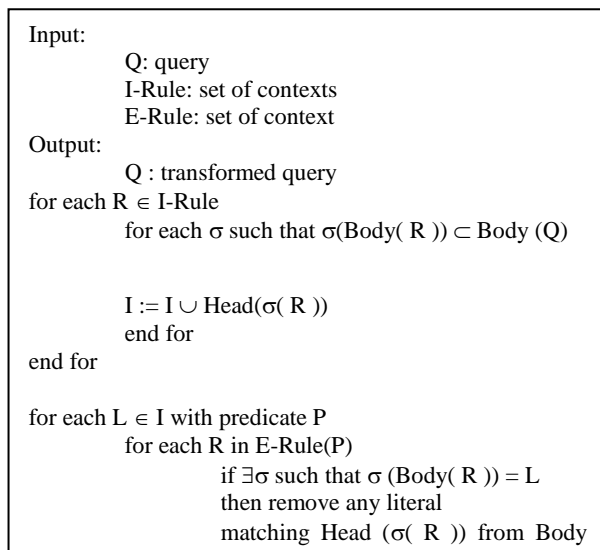 Input:
Q: query
I-Rule: set of contexts
E-Rule: set of context
Output:
Q : transformed query
for each R ∈ I-Rule
for each σ such that σ(Body( R )) ⊂ Body (Q)
I := I ∪ Head(σ( R ))
end for
end for
for each L ∈ I with predicate P
for each R in E-Rule(P)
if ∃σ such that σ (Body( R )) = L
then remove any literal
matching Head (σ( R )) from Body